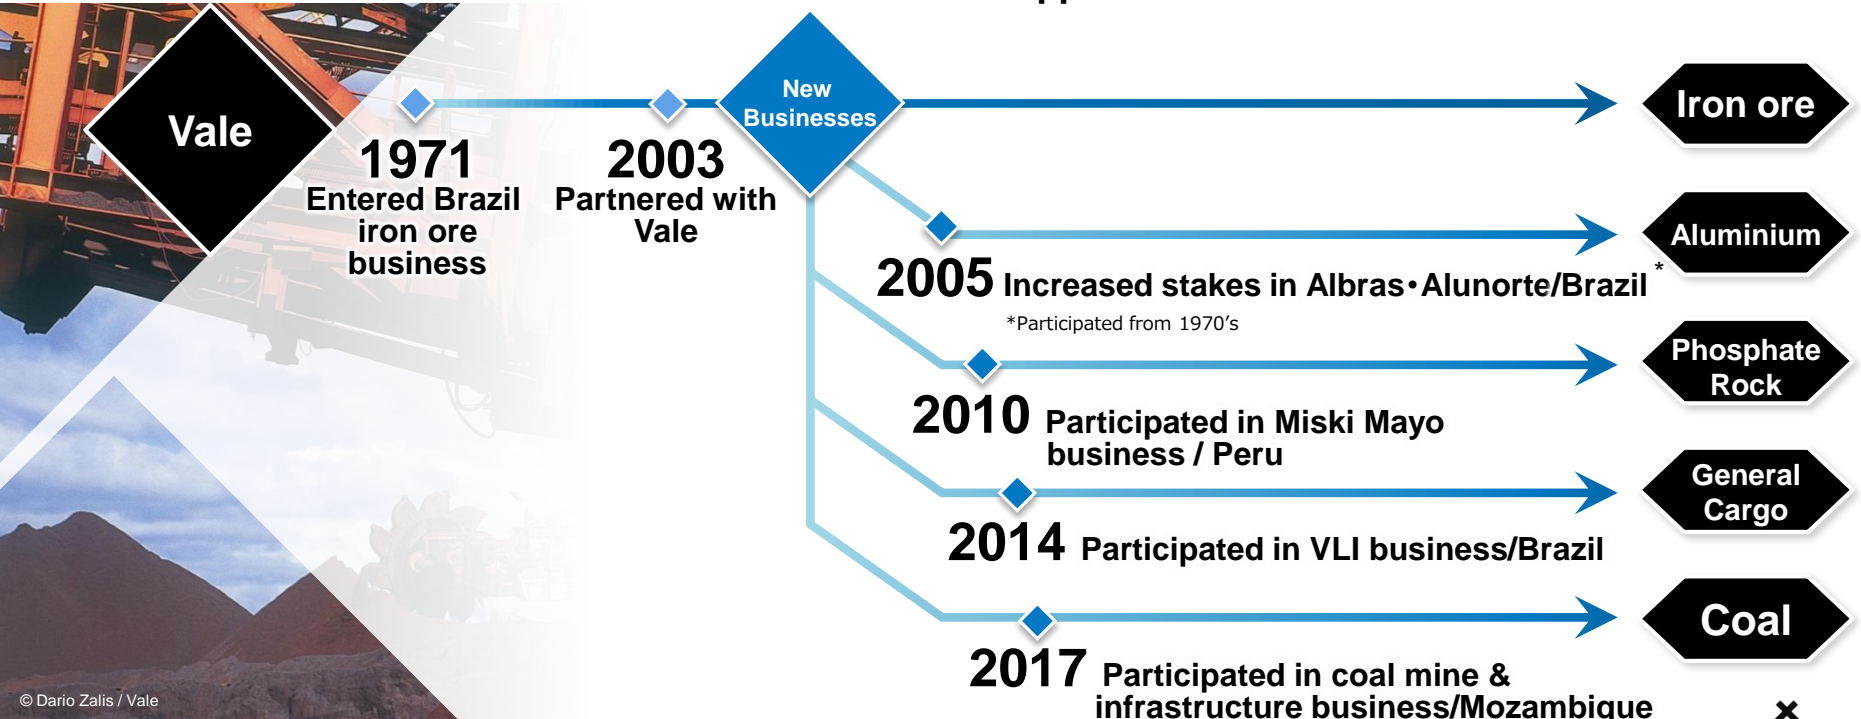 Vale
1971
Entered Brazil
iron ore
business
2003
Partnered with
Vale
New
Businesses
Iron ore
2005 Increased stakes in Albras・Alunorte/Brazil *
*Participated from 1970's
Aluminium
2010 Participated in Miski Mayo
business / Peru
Phosphate
Rock
2014 Participated in VLI business/Brazil
General
Cargo
2017 Participated in coal mine &
infrastructure business/Mozambique
Coal
© Dario Zalis / Vale